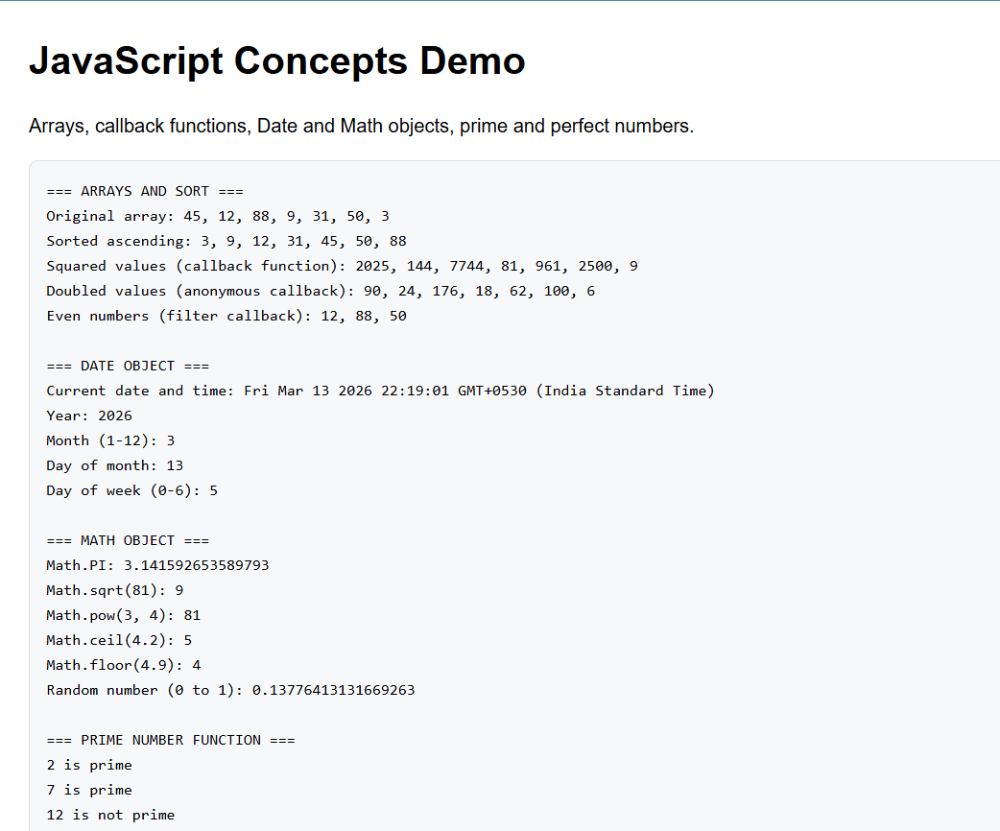 JavaScript Concepts Demo
Arrays, callback functions, Date and Math objects, prime and perfect numbers.
=== ARRAYS AND SORT ===
Original array: 45, 12, 88, 9, 31, 50, 3
Sorted ascending: 3, 9, 12, 31, 45, 50, 88
Squared values (callback function): 2025, 144, 7744, 81, 961, 2500, 9
Doubled values (anonymous callback): 90, 24, 176, 18, 62, 100, 6
Even numbers (filter callback): 12, 88, 50
=== DATE OBJECT ===
Current date and time: Fri Mar 13 2026 22:19:01 GMT+0530 (India Standard Time)
Year: 2026
Month (1-12): 3
Day of month: 13
Day of week (0-6): 5
=== MATH OBJECT ===
Math.PI: 3.141592653589793
Math.sqrt(81): 9
Math.pow(3, 4): 81
Math.ceil(4.2): 5
Math.floor(4.9): 4
Random number (0 to 1): 0.13776413131669263
=== PRIME NUMBER FUNCTION ===
2 is prime
7 is prime
12 is not prime